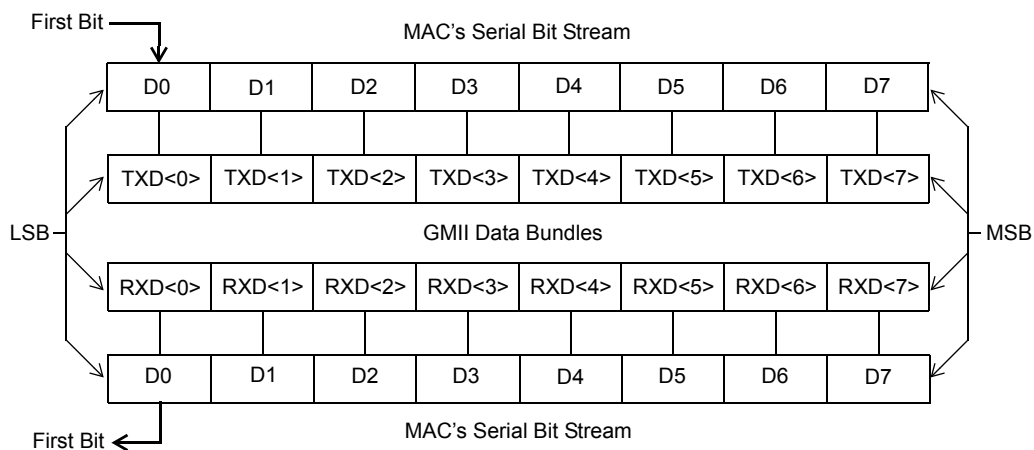 First Bit
MAC's Serial Bit Stream
D0 D1 D2 D3 D4 D5 D6 D7
TXD<0> TXD<1> TXD<2> TXD<3> TXD<4> TXD<5> TXD<6> TXD<7>
LSB GMII Data Bundles MSB
RXD<0> RXD<1> RXD<2> RXD<3> RXD<4> RXD<5> RXD<6> RXD<7>
D0 D1 D2 D3 D4 D5 D6 D7
First Bit MAC's Serial Bit Stream